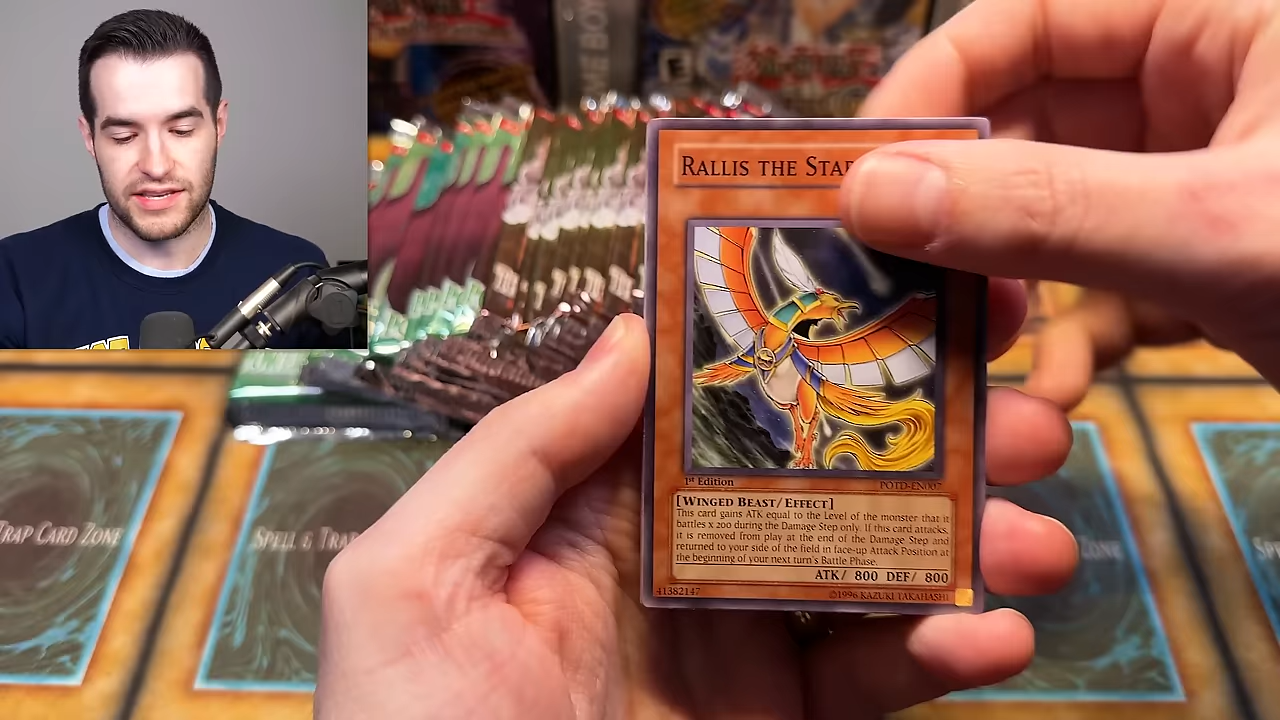 RALLIS THE STAR
1st Edition
POTD-EN007
[WINGED BEAST/EFFECT]
This card gains ATK equal to the Level of the monster that it
battles x 200 during the Damage Step only. If this card attacks,
it is removed from play at the end of the Damage Step and
returned to your side of the field in face-up Attack Position at
the beginning of your next turn's Battle Phase.
ATK/ 800 DEF/ 800
41382147
©1996 KAZUKI TAKAHASHI
TRAP CARD ZONE
SPELL & TRAP
ZONE
E